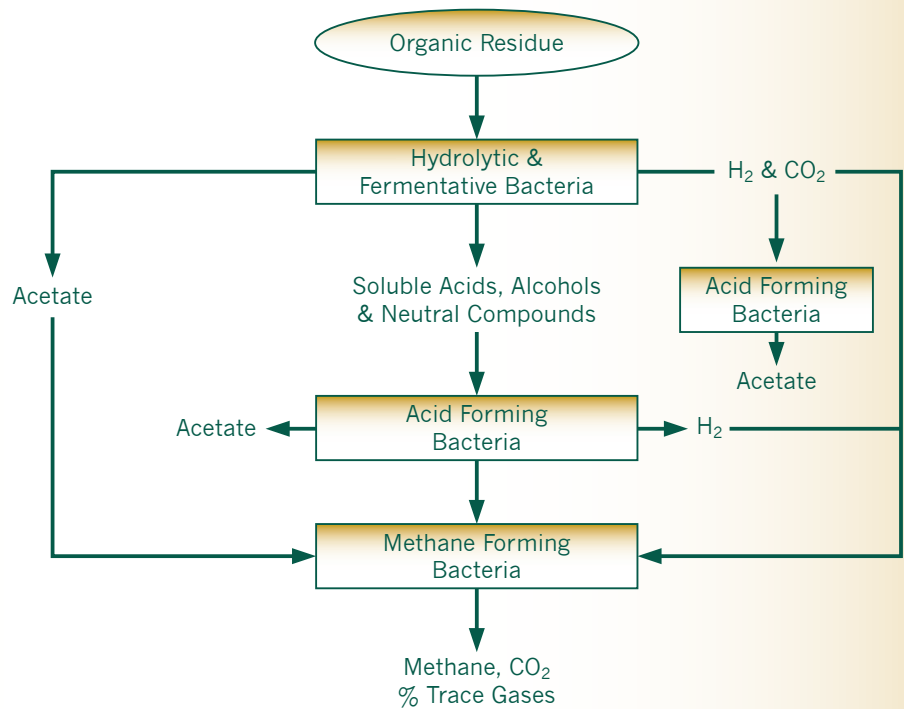 Organic Residue
Hydrolytic &
Fermentative Bacteria
H₂ & CO₂
Soluble Acids, Alcohols
& Neutral Compounds
Acetate
Acid Forming
Bacteria
Acetate
Acetate
Acid Forming
Bacteria
H₂
Methane Forming
Bacteria
Methane, CO₂
% Trace Gases